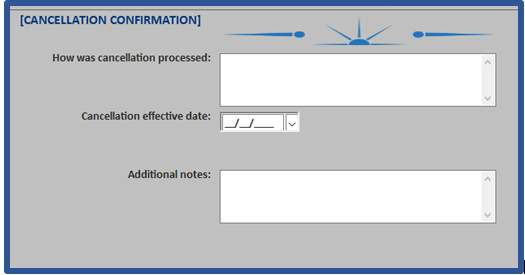 [CANCELLATION CONFIRMATION]
How was cancellation processed:
Cancellation effective date: __/__/____
Additional notes: